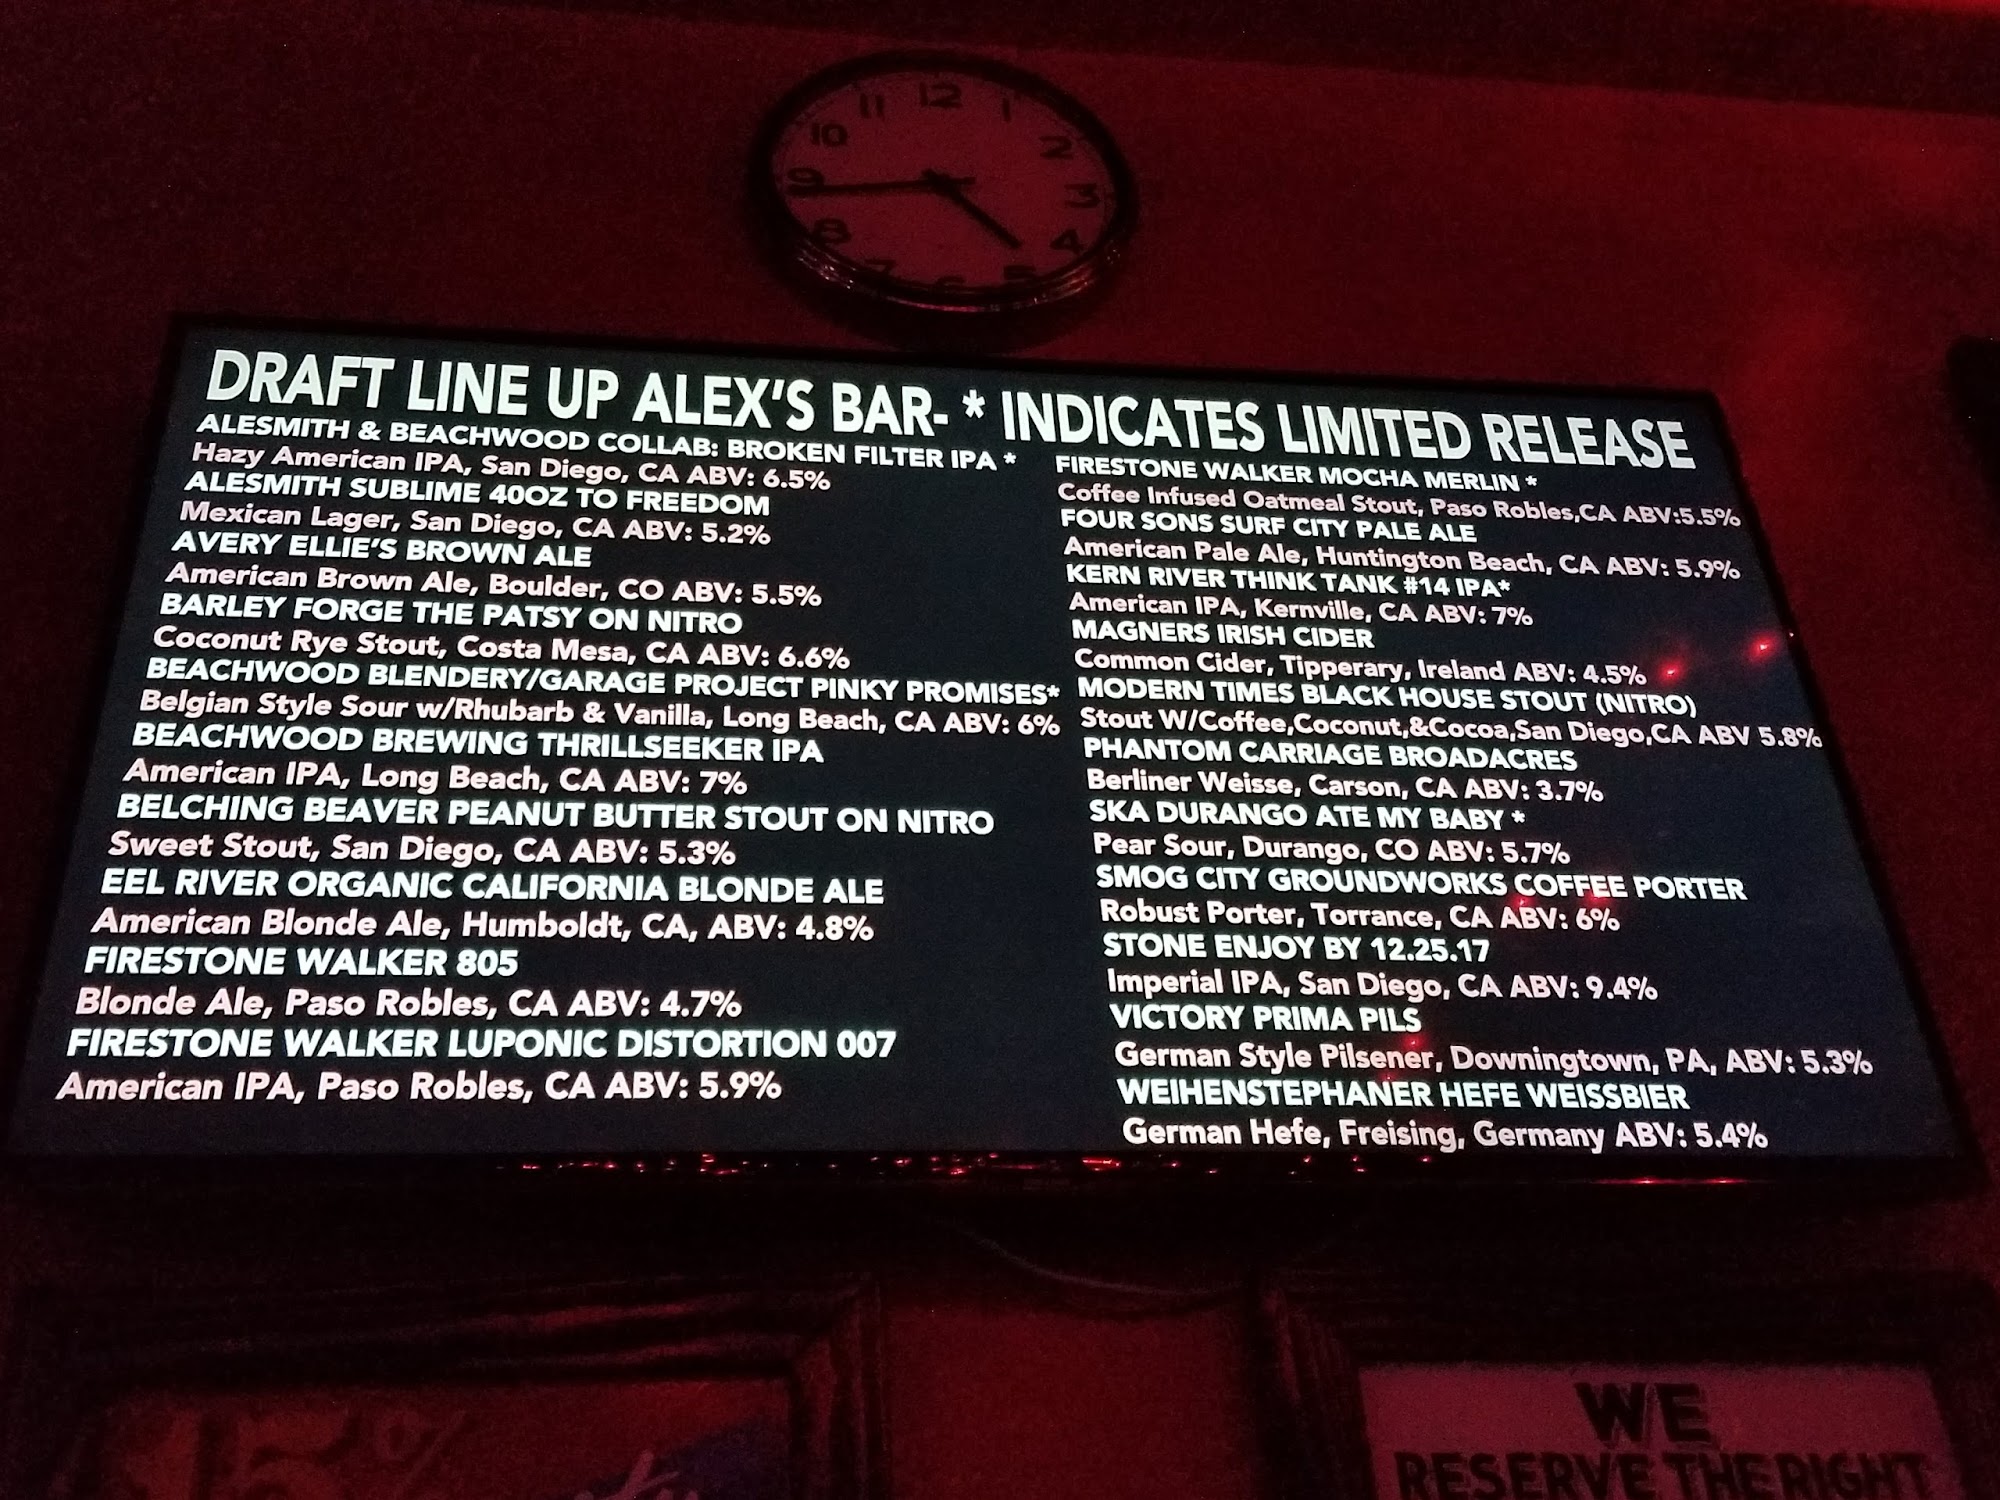 12
11
1
10
2
9
3
8
4
7
6
5
DRAFT LINE UP ALEX'S BAR- * INDICATES LIMITED RELEASE
ALESMITH & BEACHWOOD COLLAB: BROKEN FILTER IPA *
Hazy American IPA, San Diego, CA ABV: 6.5%
ALESMITH SUBLIME 40OZ TO FREEDOM
Mexican Lager, San Diego, CA ABV: 5.2%
AVERY ELLIE'S BROWN ALE
American Brown Ale, Boulder, CO ABV: 5.5%
BARLEY FORGE THE PATSY ON NITRO
Coconut Rye Stout, Costa Mesa, CA ABV: 6.6%
BEACHWOOD BLENDERY/GARAGE PROJECT PINKY PROMISES*
Belgian Style Sour w/Rhubarb & Vanilla, Long Beach, CA ABV: 6%
BEACHWOOD BREWING THRILLSEEKER IPA
American IPA, Long Beach, CA ABV: 7%
BELCHING BEAVER PEANUT BUTTER STOUT ON NITRO
Sweet Stout, San Diego, CA ABV: 5.3%
EEL RIVER ORGANIC CALIFORNIA BLONDE ALE
American Blonde Ale, Humboldt, CA, ABV: 4.8%
FIRESTONE WALKER 805
Blonde Ale, Paso Robles, CA ABV: 4.7%
FIRESTONE WALKER LUPONIC DISTORTION 007
American IPA, Paso Robles, CA ABV: 5.9%
FIRESTONE WALKER MOCHA MERLIN *
Coffee Infused Oatmeal Stout, Paso Robles,CA ABV:5.5%
FOUR SONS SURF CITY PALE ALE
American Pale Ale, Huntington Beach, CA ABV: 5.9%
KERN RIVER THINK TANK #14 IPA*
American IPA, Kernville, CA ABV: 7%
MAGNERS IRISH CIDER
Common Cider, Tipperary, Ireland ABV: 4.5%
MODERN TIMES BLACK HOUSE STOUT (NITRO)
Stout W/Coffee,Coconut,&Cocoa,San Diego,CA ABV 5.8%
PHANTOM CARRIAGE BROADACRES
Berliner Weisse, Carson, CA ABV: 3.7%
SKA DURANGO ATE MY BABY *
Pear Sour, Durango, CO ABV: 5.7%
SMOG CITY GROUNDWORKS COFFEE PORTER
Robust Porter, Torrance, CA ABV: 6%
STONE ENJOY BY 12.25.17
Imperial IPA, San Diego, CA ABV: 9.4%
VICTORY PRIMA PILS
German Style Pilsener, Downingtown, PA, ABV: 5.3%
WEIHENSTEPHANER HEFE WEISSBIER
German Hefe, Freising, Germany ABV: 5.4%
15%
WE
RESERVE THE RIGHT